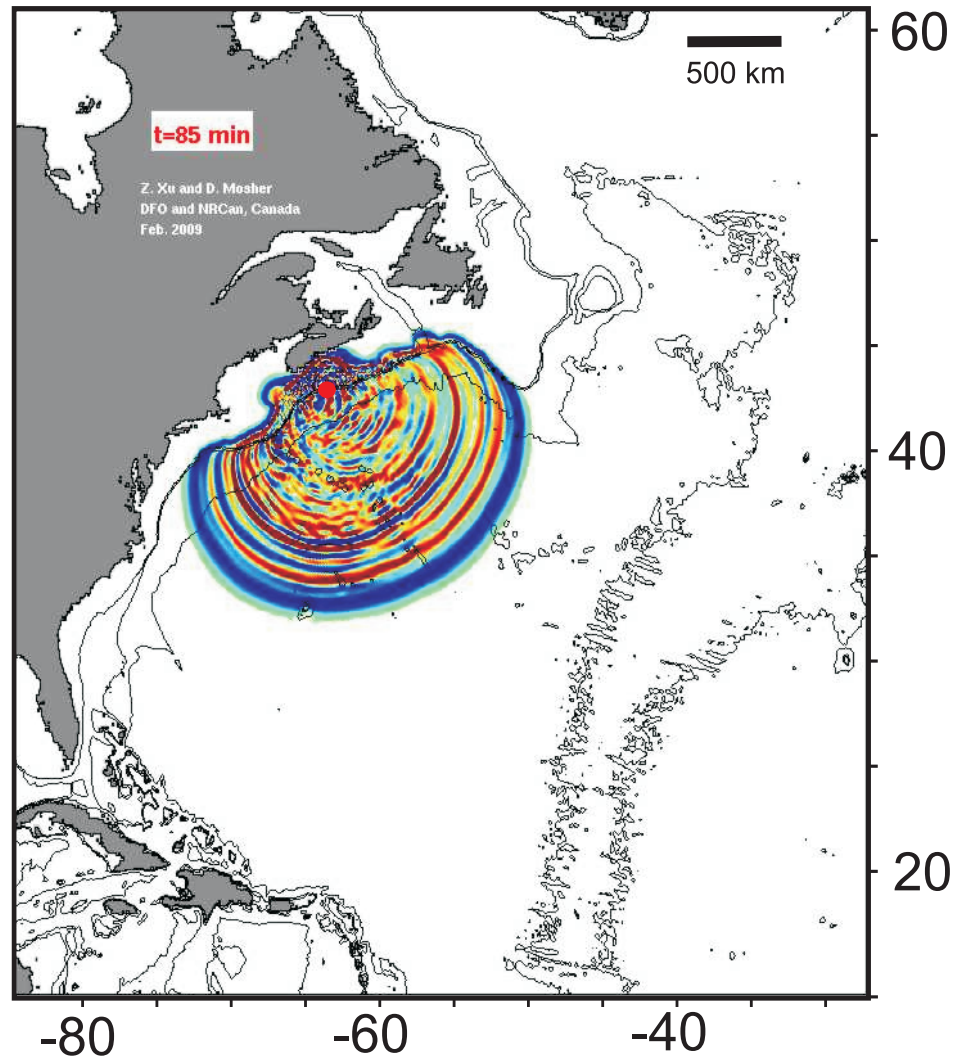 60
500 km
t=85 min
Z. Xu and D. Mosher
DFO and NRCan, Canada
Feb. 2009
40
20
-80
-60
-40